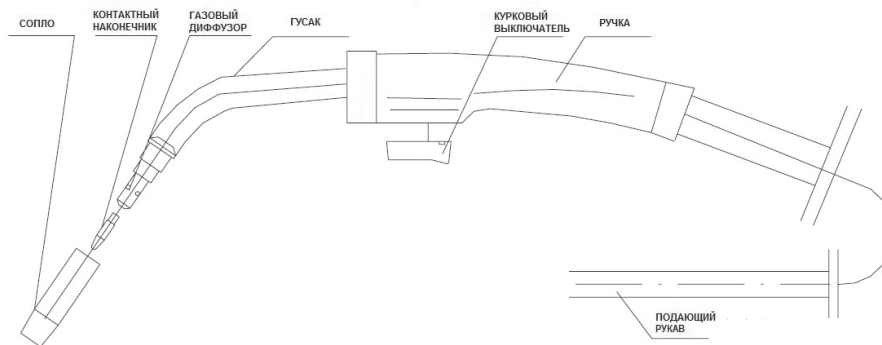 СОПЛО
КОНТАКТНЫЙ
НАКОНЕЧНИК
ГАЗОВЫЙ
ДИФФУЗОР
ГУСАК
КУРКОВЫЙ
ВЫКЛЮЧАТЕЛЬ
РУЧКА
ПОДАЮЩИЙ
РУКАВ